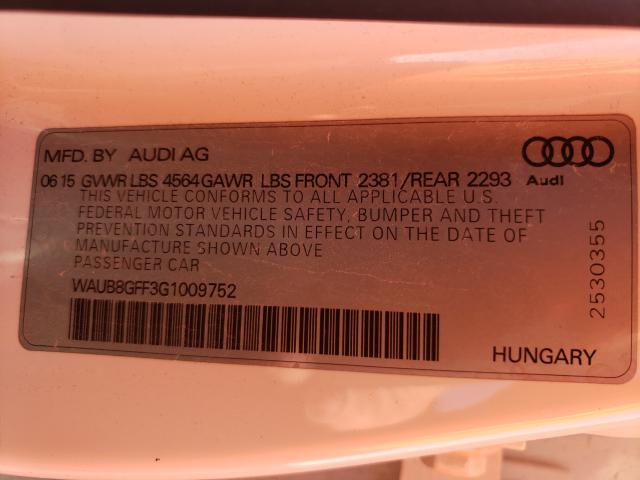 MFD. BY AUDI AG
06 15 GVWR LBS 4564 GAWR LBS FRONT 2381/REAR 2293
Audi
THIS VEHICLE CONFORMS TO ALL APPLICABLE U.S.
FEDERAL MOTOR VEHICLE SAFETY, BUMPER AND THEFT
PREVENTION STANDARDS IN EFFECT ON THE DATE OF
MANUFACTURE SHOWN ABOVE
PASSENGER CAR
WAUB8GFF3G1009752
HUNGARY
2530355